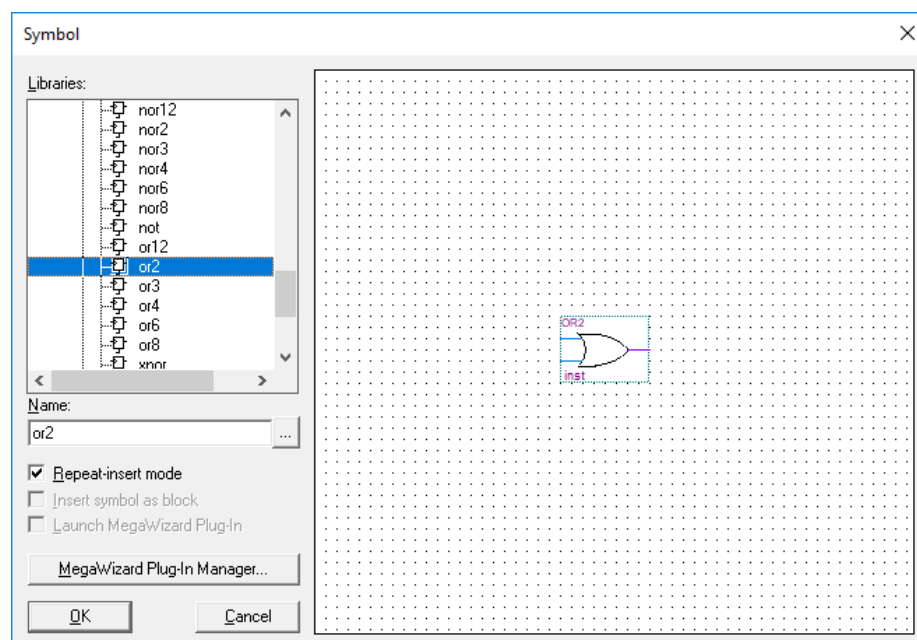 Symbol
Libraries:
nor12
nor2
nor3
nor4
nor6
nor8
not
or12
or2
or3
or4
or6
or8
xnor
Name:
or2
...
Repeat-insert mode
Insert symbol as block
Launch MegaWizard Plug-In
MegaWizard Plug-In Manager...
OK
Cancel
OR2
inst